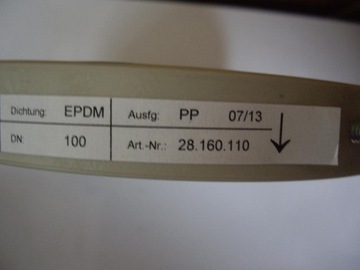 Dichtung: EPDM Ausfg: PP 07/13
DN: 100 Art.-Nr.: 28.160.110